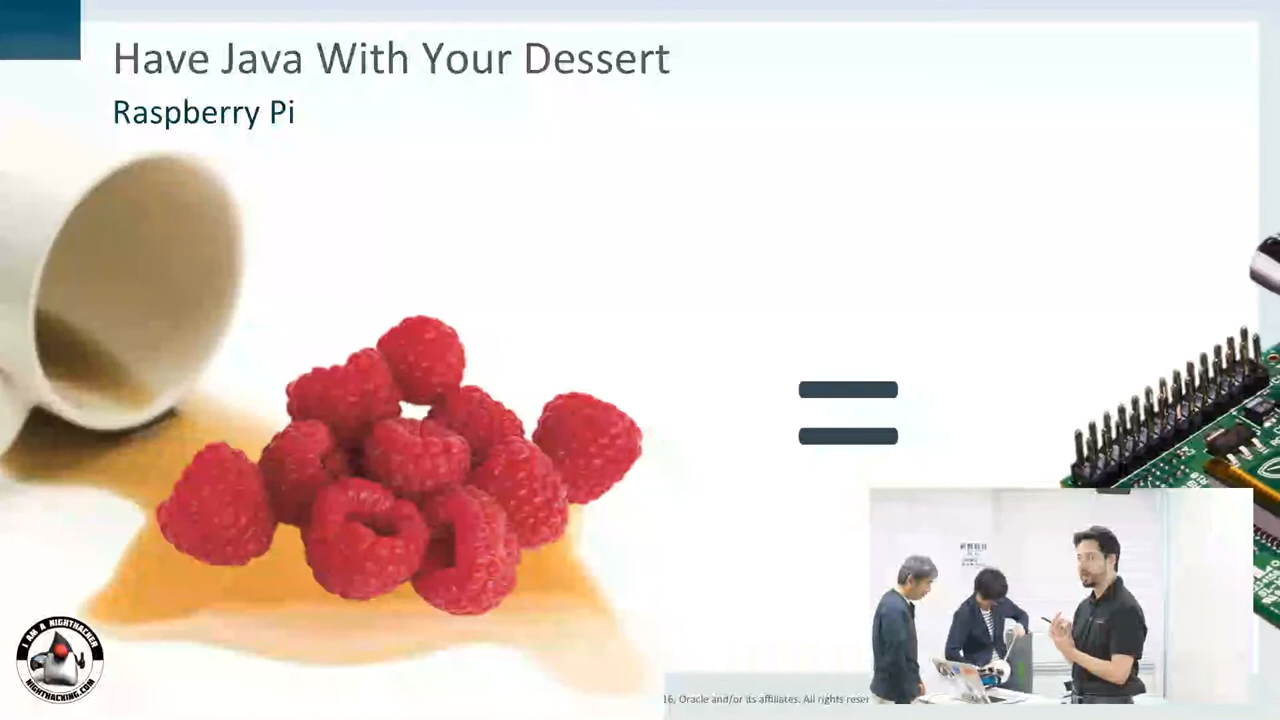 Have Java With Your Dessert
Raspberry Pi
I AM A NIGHTHACKER
NIGHTHACKING.COM
16, Oracle and/or its affiliates. All rights reser